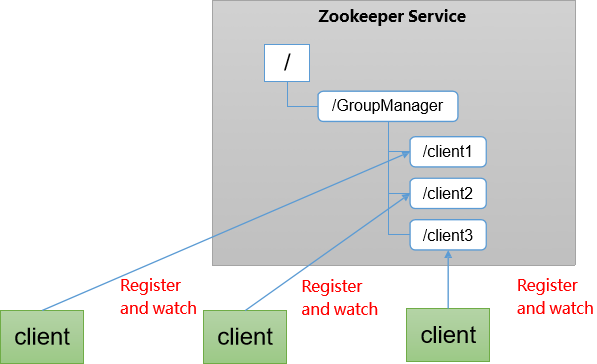 Zookeeper Service
/
/GroupManager
/client1
/client2
/client3
Register
and watch
Register
and watch
Register
and watch
client
client
client